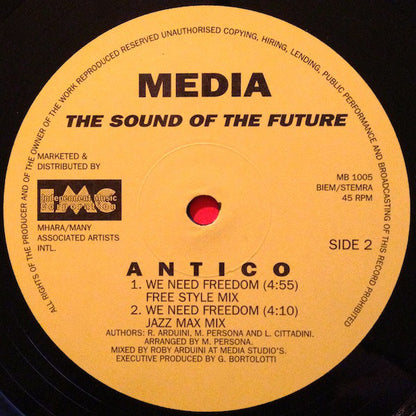 ALL RIGHTS OF THE PRODUCER AND OF THE OWNER OF THE WORK REPRODUCED RESERVED UNAUTHORISED COPYING, HIRING, LENDING, PUBLIC PERFORMANCE AND BROADCASTING OF THIS RECORD PROHIBITED
MEDIA
THE SOUND OF THE FUTURE
MARKETED &
DISTRIBUTED BY
IMC
Independent Music
MHARA/MANY
ASSOCIATED ARTISTS
INTL.
MB 1005
BIEM/STEMRA
45 RPM
SIDE 2
ANTICO
1. WE NEED FREEDOM (4:55)
FREE STYLE MIX
2. WE NEED FREEDOM (4:10)
JAZZ MAX MIX
AUTHORS: R. ARDUINI, M. PERSONA AND L. CITTADINI.
ARRANGED BY M. PERSONA.
MIXED BY ROBY ARDUINI AT MEDIA STUDIO'S.
EXECUTIVE PRODUCED BY G. BORTOLOTTI